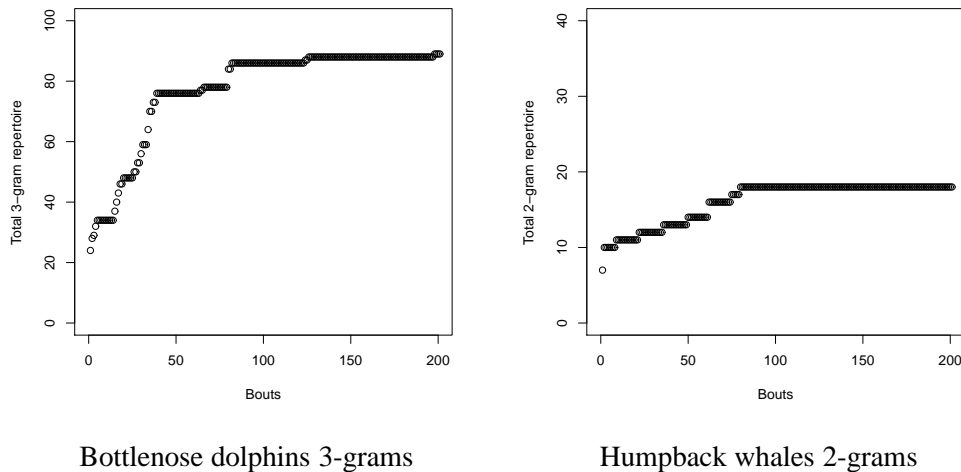 Total 3−gram repertoire
100
80
60
40
20
0
0 50 100 150 200
Bouts
Bottlenose dolphins 3-grams
Total 2−gram repertoire
40
30
20
10
0
0 50 100 150 200
Bouts
Humpback whales 2-grams